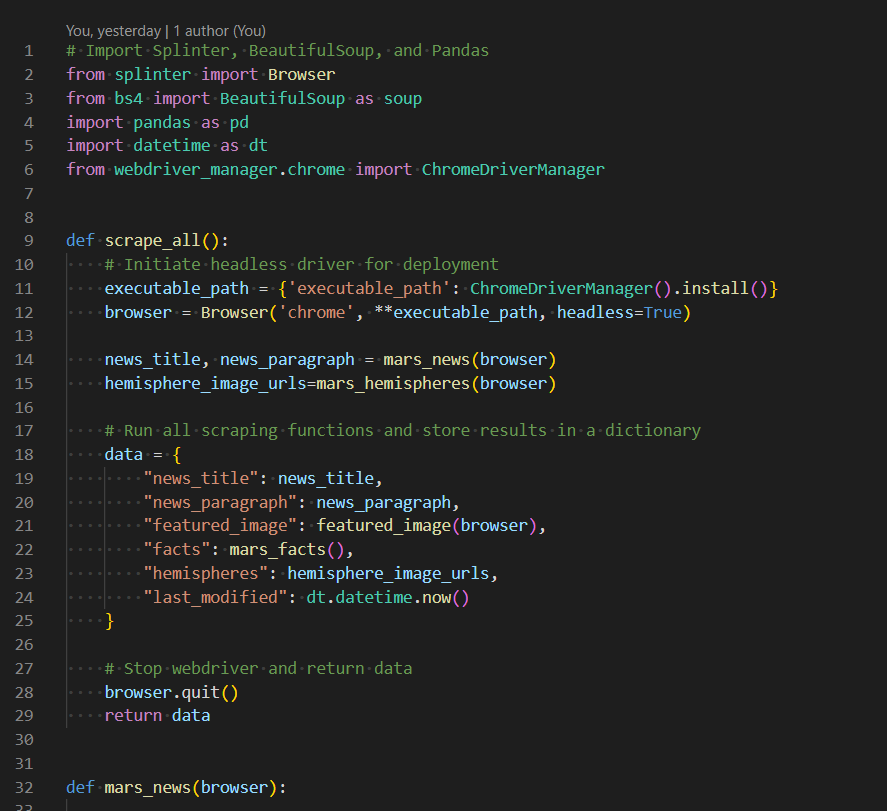 You, yesterday | 1 author (You)
1 # Import Splinter, BeautifulSoup, and Pandas
2 from splinter import Browser
3 from bs4 import BeautifulSoup as soup
4 import pandas as pd
5 import datetime as dt
6 from webdriver_manager.chrome import ChromeDriverManager
7
8
9 def scrape_all():
10     # Initiate headless driver for deployment
11     executable_path = {'executable_path': ChromeDriverManager().install()}
12     browser = Browser('chrome', **executable_path, headless=True)
13
14     news_title, news_paragraph = mars_news(browser)
15     hemisphere_image_urls=mars_hemispheres(browser)
16
17     # Run all scraping functions and store results in a dictionary
18     data = {
19         "news_title": news_title,
20         "news_paragraph": news_paragraph,
21         "featured_image": featured_image(browser),
22         "facts": mars_facts(),
23         "hemispheres": hemisphere_image_urls,
24         "last_modified": dt.datetime.now()
25     }
26
27     # Stop webdriver and return data
28     browser.quit()
29     return data
30
31
32 def mars_news(browser):
33